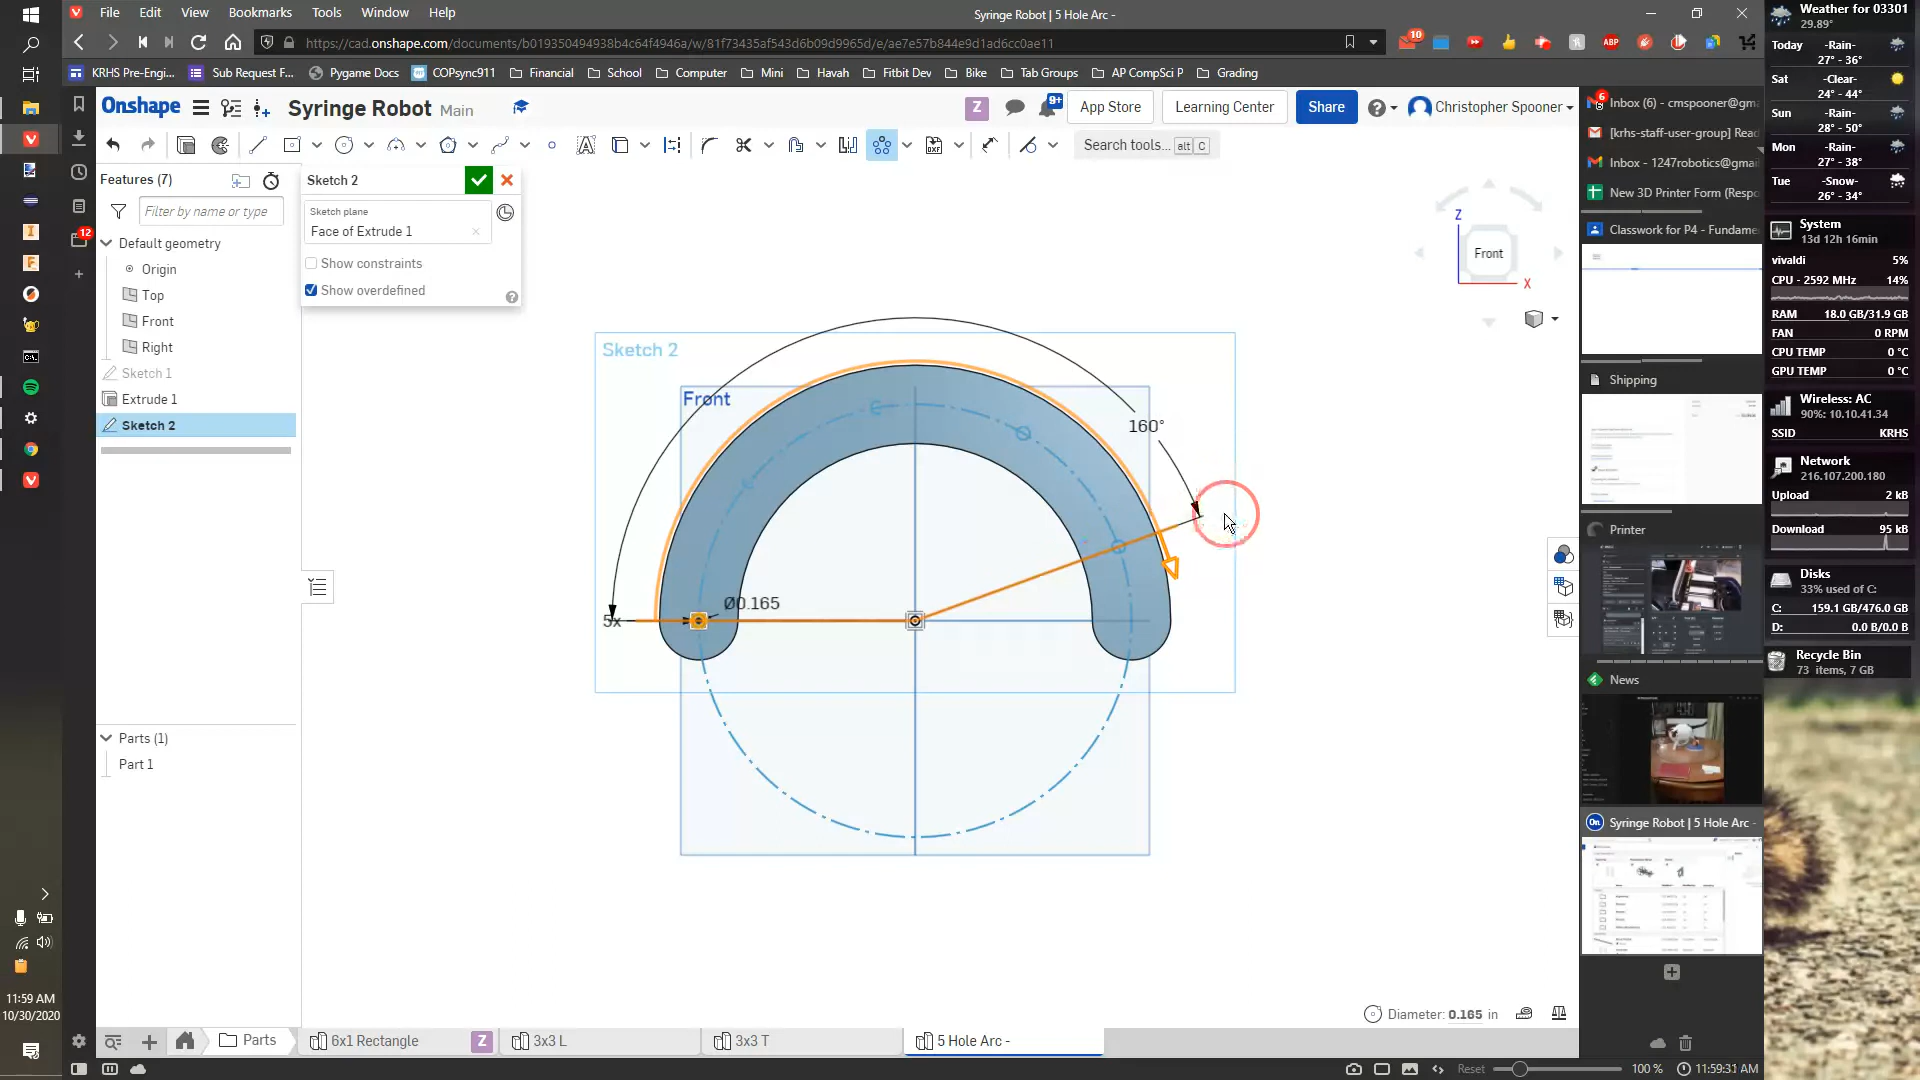 File Edit View Bookmarks Tools Window Help
Syringe Robot | 5 Hole Arc -
https://cad.onshape.com/documents/b019350494938b4c64f4946a/w/81f73435af543d6b09d9965d/e/ae7e57b844e9d1ad6cc0ae11
10
ABP
KRHS Pre-Engi... Sub Request F... Pygame Docs COPsync911 Financial School Computer Mini Havah Fitbit Dev Bike Tab Groups AP CompSci P Grading
Onshape Syringe Robot Main
Z 9+ App Store Learning Center Share Christopher Spooner
Search tools... alt C
Features (7)
Filter by name or type
Default geometry
Origin
Top
Front
Right
Sketch 1
Extrude 1
Sketch 2
Parts (1)
Part 1
Sketch 2
Sketch plane
Face of Extrude 1
Show constraints
Show overdefined
Sketch 2
Front
160°
Ø0.165
5x
Z
Front
X
Diameter: 0.165 in
Parts 6x1 Rectangle Z 3x3 L 3x3 T 5 Hole Arc -
Reset 100 % 11:59:31 AM
12
11:59 AM
10/30/2020
6
Inbox (6) - cmspooner@gm
[krhs-staff-user-group] Read
Inbox - 1247robotics@gmai
New 3D Printer Form (Respo
Classwork for P4 - Fundame
Shipping
Printer
News
Syringe Robot | 5 Hole Arc -
Weather for 03301
29.89°
Today -Rain-
27° - 36°
Sat -Clear-
24° - 44°
Sun -Rain-
28° - 50°
Mon -Rain-
27° - 38°
Tue -Snow-
26° - 34°
System
13d 12h 16min
vivaldi 5%
CPU - 2592 MHz 14%
RAM 18.0 GB/31.9 GB
FAN 0 RPM
CPU TEMP 0 °C
CPU TEMP 0 °C
GPU TEMP 0 °C
Wireless: AC
90%: 10.10.41.34
SSID KRHS
Network
216.107.200.180
Upload 2 kB
Download 95 kB
Disks
33% used of C:
C: 159.1 GB/476.0 GB
D: 0.0 B/0.0 B
Recycle Bin
73 items, 7 GB